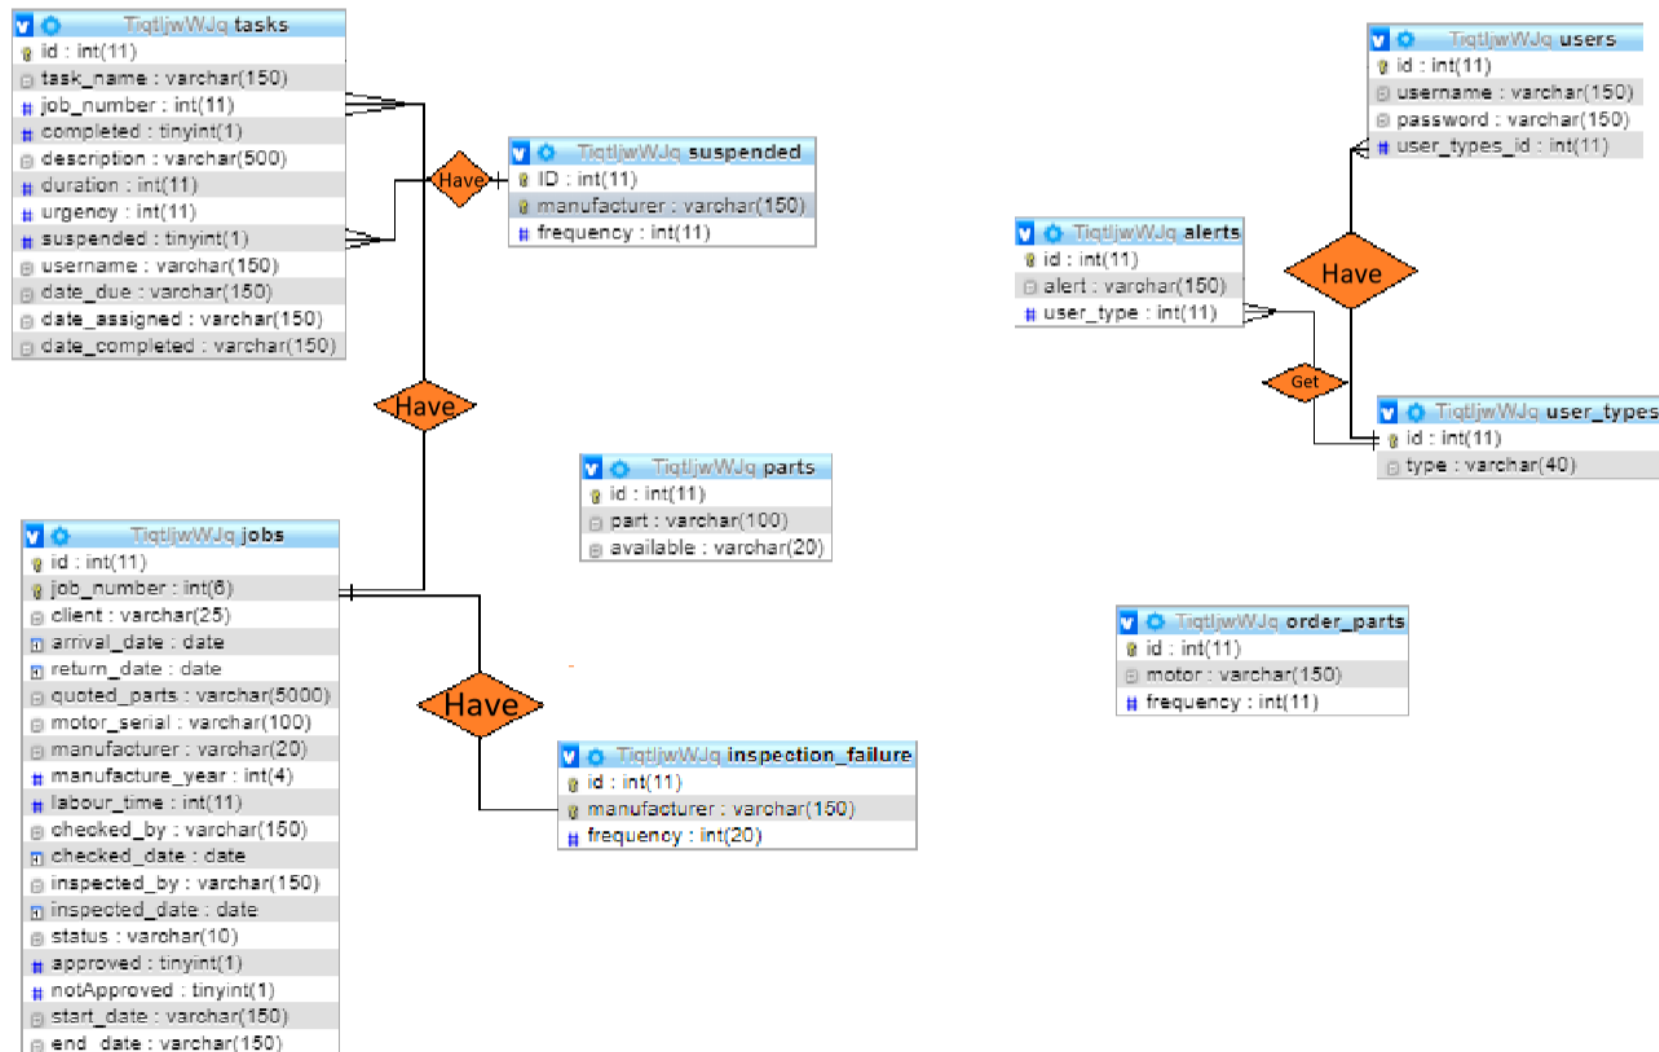 TiqtljwWJq tasks
id : int(11)
task_name : varchar(150)
job_number : int(11)
completed : tinyint(1)
description : varchar(500)
duration : int(11)
urgency : int(11)
suspended : tinyint(1)
username : varchar(150)
date_due : varchar(150)
date_assigned : varchar(150)
date_completed : varchar(150)
Have
TiqtljwWJq suspended
ID : int(11)
manufacturer : varchar(150)
frequency : int(11)
TiqtljwWJq users
id : int(11)
username : varchar(150)
password : varchar(150)
user_types_id : int(11)
TiqtljwWJq alerts
id : int(11)
alert : varchar(150)
user_type : int(11)
Have
Get
TiqtljwWJq user_types
id : int(11)
type : varchar(40)
Have
TiqtljwWJq parts
id : int(11)
part : varchar(100)
available : varchar(20)
TiqtljwWJq jobs
id : int(11)
job_number : int(6)
client : varchar(25)
arrival_date : date
return_date : date
quoted_parts : varchar(5000)
motor_serial : varchar(100)
manufacturer : varchar(20)
manufacture_year : int(4)
labour_time : int(11)
checked_by : varchar(150)
checked_date : date
inspected_by : varchar(150)
inspected_date : date
status : varchar(10)
approved : tinyint(1)
notApproved : tinyint(1)
start_date : varchar(150)
end_date : varchar(150)
Have
TiqtljwWJq inspection_failure
id : int(11)
manufacturer : varchar(150)
frequency : int(20)
TiqtljwWJq order_parts
id : int(11)
motor : varchar(150)
frequency : int(11)